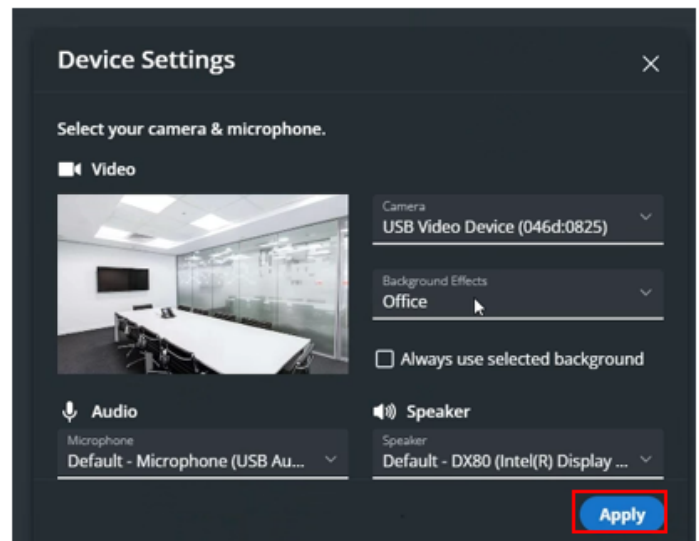 Device Settings
Select your camera & microphone.
Video
Camera
USB Video Device (046d:0825)
Background Effects
Office
Always use selected background
Audio
Microphone
Default - Microphone (USB Au...
Speaker
Speaker
Default - DX80 (Intel(R) Display ...
Apply